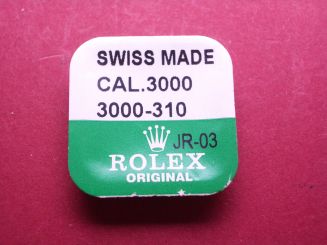 SWISS MADE
CAL.3000
3000-310
JR-03
ROLEX
ORIGINAL